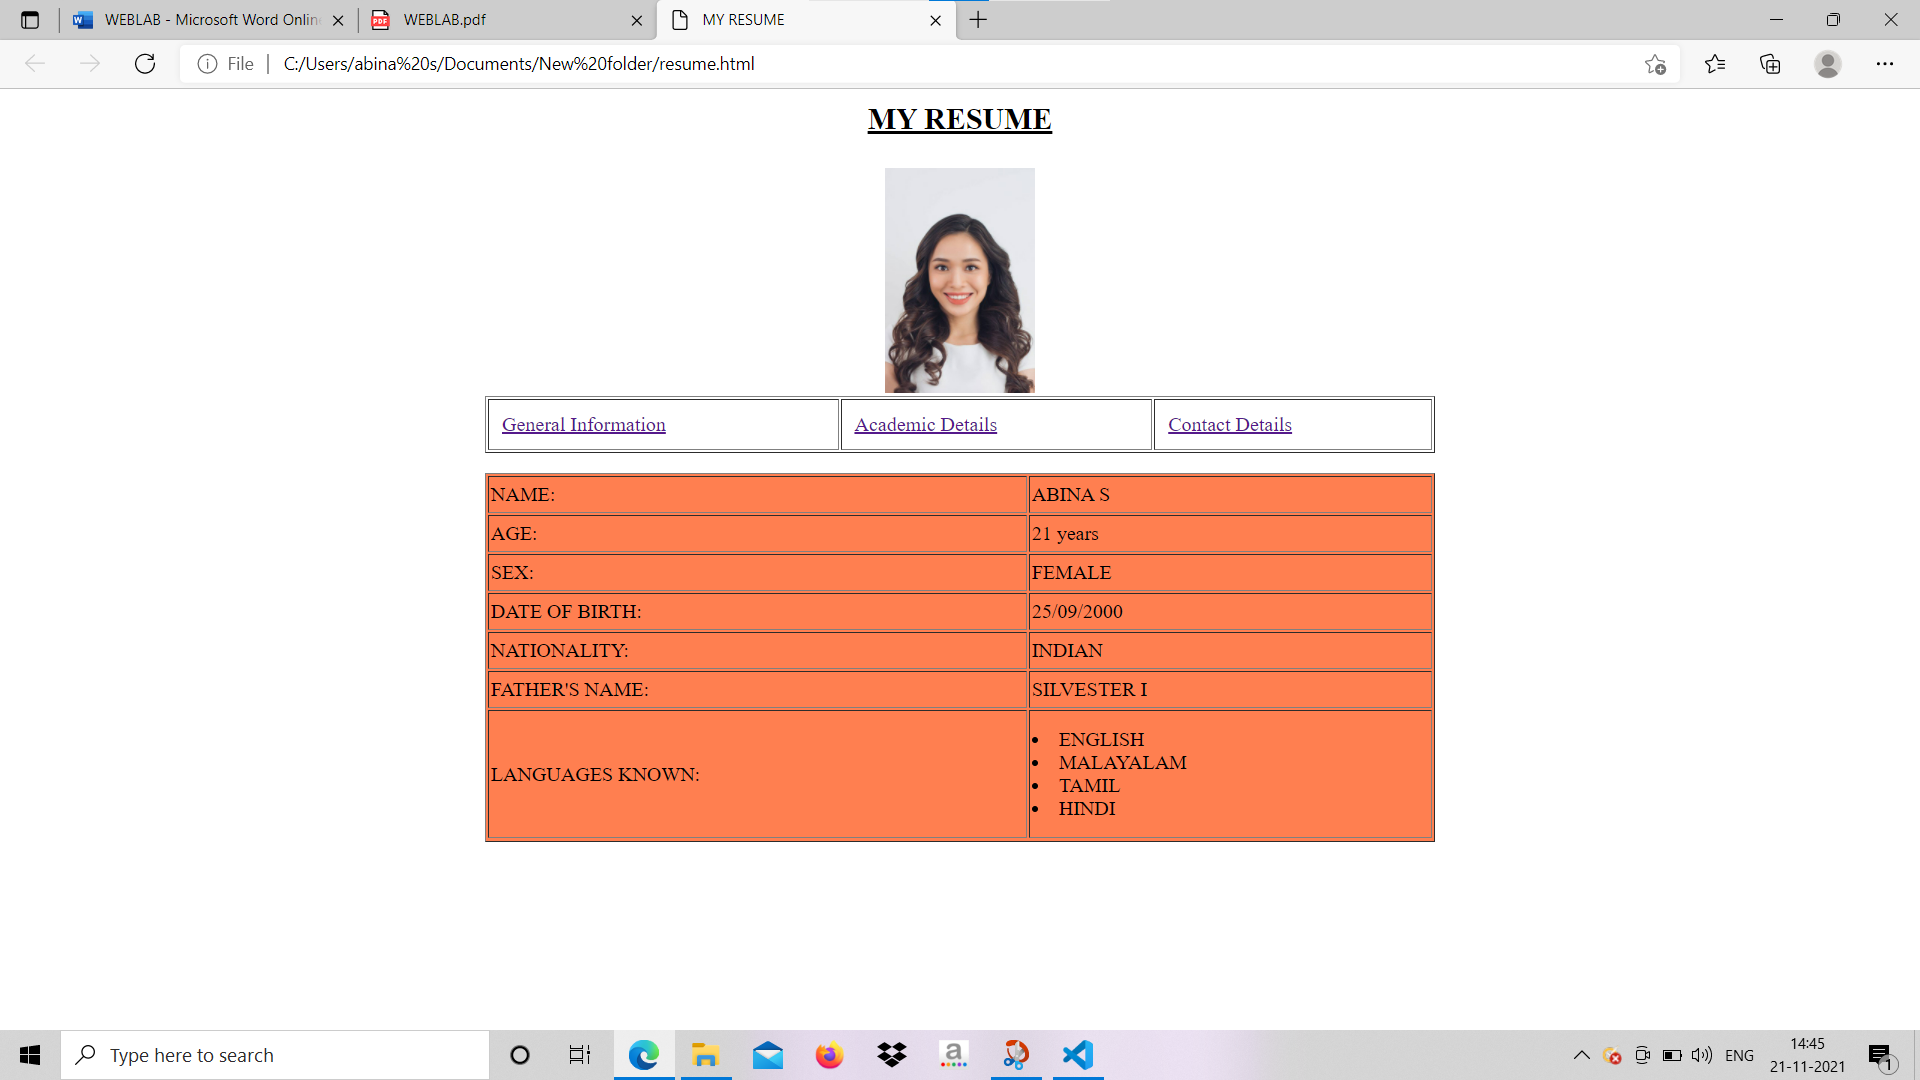 WEBLAB - Microsoft Word Onlin
WEBLAB.pdf
MY RESUME
File
C:/Users/abina%20s/Documents/New%20folder/resume.html
MY RESUME
General Information
Academic Details
Contact Details
NAME:
ABINA S
AGE:
21 years
SEX:
FEMALE
DATE OF BIRTH:
25/09/2000
NATIONALITY:
INDIAN
FATHER'S NAME:
SILVESTER I
LANGUAGES KNOWN:
ENGLISH
MALAYALAM
TAMIL
HINDI
Type here to search
ENG
14:45
21-11-2021
1